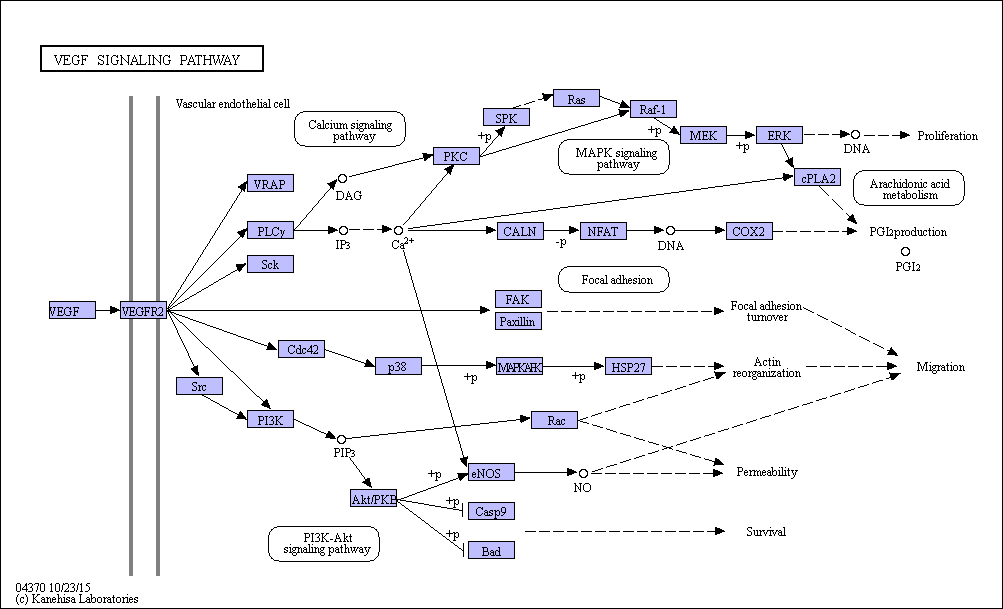 VEGF SIGNALING PATHWAY
Vascular endothelial cell
Calcium signaling
pathway
SPK
Ras
Raf-1
+p
+p
MEK
+p
ERK
DNA
Proliferation
MAPK signaling
pathway
PKC
cPLA2
Arachidonic acid
metabolism
VRAP
DAG
PLCγ
IP3
Ca2+
CALN
-p
NFAT
DNA
COX2
PGI2production
PGI2
Sck
Focal adhesion
VEGF
VEGFR2
FAK
Paxillin
Focal adhesion
turnover
Cdc42
p38
+p
MAPKAPK
+p
HSP27
Actin
reorganization
Migration
Src
PI3K
Rac
PIP3
+p
eNOS
NO
Permeability
Akt/PKB
+p
Casp9
+p
Bad
Survival
PI3K-Akt
signaling pathway
04370 10/23/15
(c) Kanehisa Laboratories